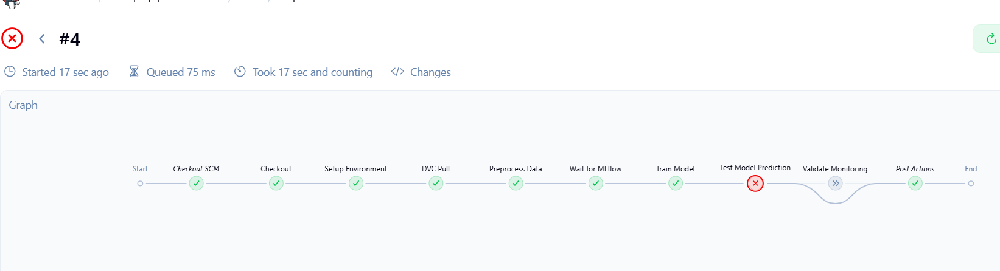 #4
Started 17 sec ago Queued 75 ms Took 17 sec and counting Changes
Graph
Start Checkout SCM Checkout Setup Environment DVC Pull Preprocess Data Wait for MLflow Train Model Test Model Prediction Validate Monitoring Post Actions End